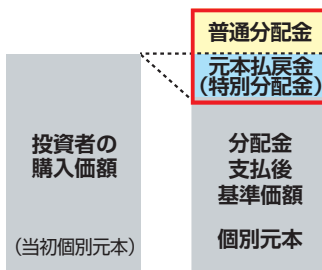 普通分配金
元本払戻金
（特別分配金）
投資者の
購入価額
（当初個別元本）
分配金
支払後
基準価額
個別元本